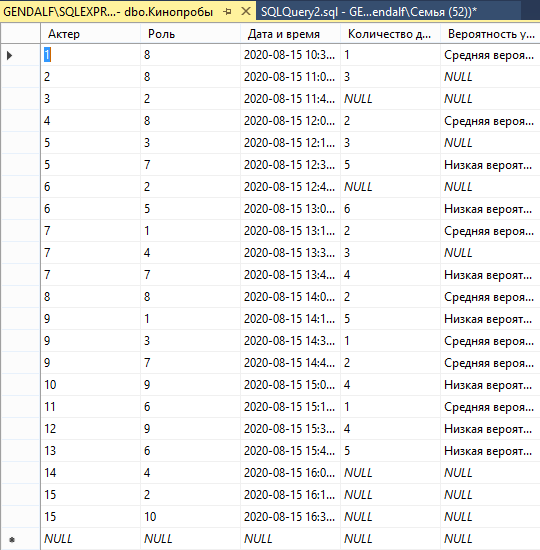 GENDALF\SQLEXPR...- dbo.Кинопробы SQLQuery2.sql - GE...endalf\Семья (52))*
Актер Роль Дата и время Количество д... Вероятность у...
1 8 2020-08-15 10:3... 1 Средняя вероя...
2 8 2020-08-15 11:0... 3 NULL
3 2 2020-08-15 11:4... NULL NULL
4 8 2020-08-15 12:0... 2 Средняя вероя...
5 3 2020-08-15 12:1... 3 NULL
5 7 2020-08-15 12:3... 5 Низкая вероят...
6 2 2020-08-15 12:4... NULL NULL
6 5 2020-08-15 13:0... 6 Низкая вероят...
7 1 2020-08-15 13:1... 2 Средняя вероя...
7 4 2020-08-15 13:3... 3 NULL
7 7 2020-08-15 13:4... 4 Низкая вероят...
8 8 2020-08-15 14:0... 2 Средняя вероя...
9 1 2020-08-15 14:1... 5 Низкая вероят...
9 3 2020-08-15 14:3... 1 Средняя вероя...
9 7 2020-08-15 14:4... 2 Средняя вероя...
10 9 2020-08-15 15:0... 4 Низкая вероят...
11 6 2020-08-15 15:1... 1 Средняя вероя...
12 9 2020-08-15 15:3... 4 Низкая вероят...
13 6 2020-08-15 15:4... 5 Низкая вероят...
14 4 2020-08-15 16:0... NULL NULL
15 2 2020-08-15 16:1... NULL NULL
15 10 2020-08-15 16:3... NULL NULL
NULL NULL NULL NULL NULL